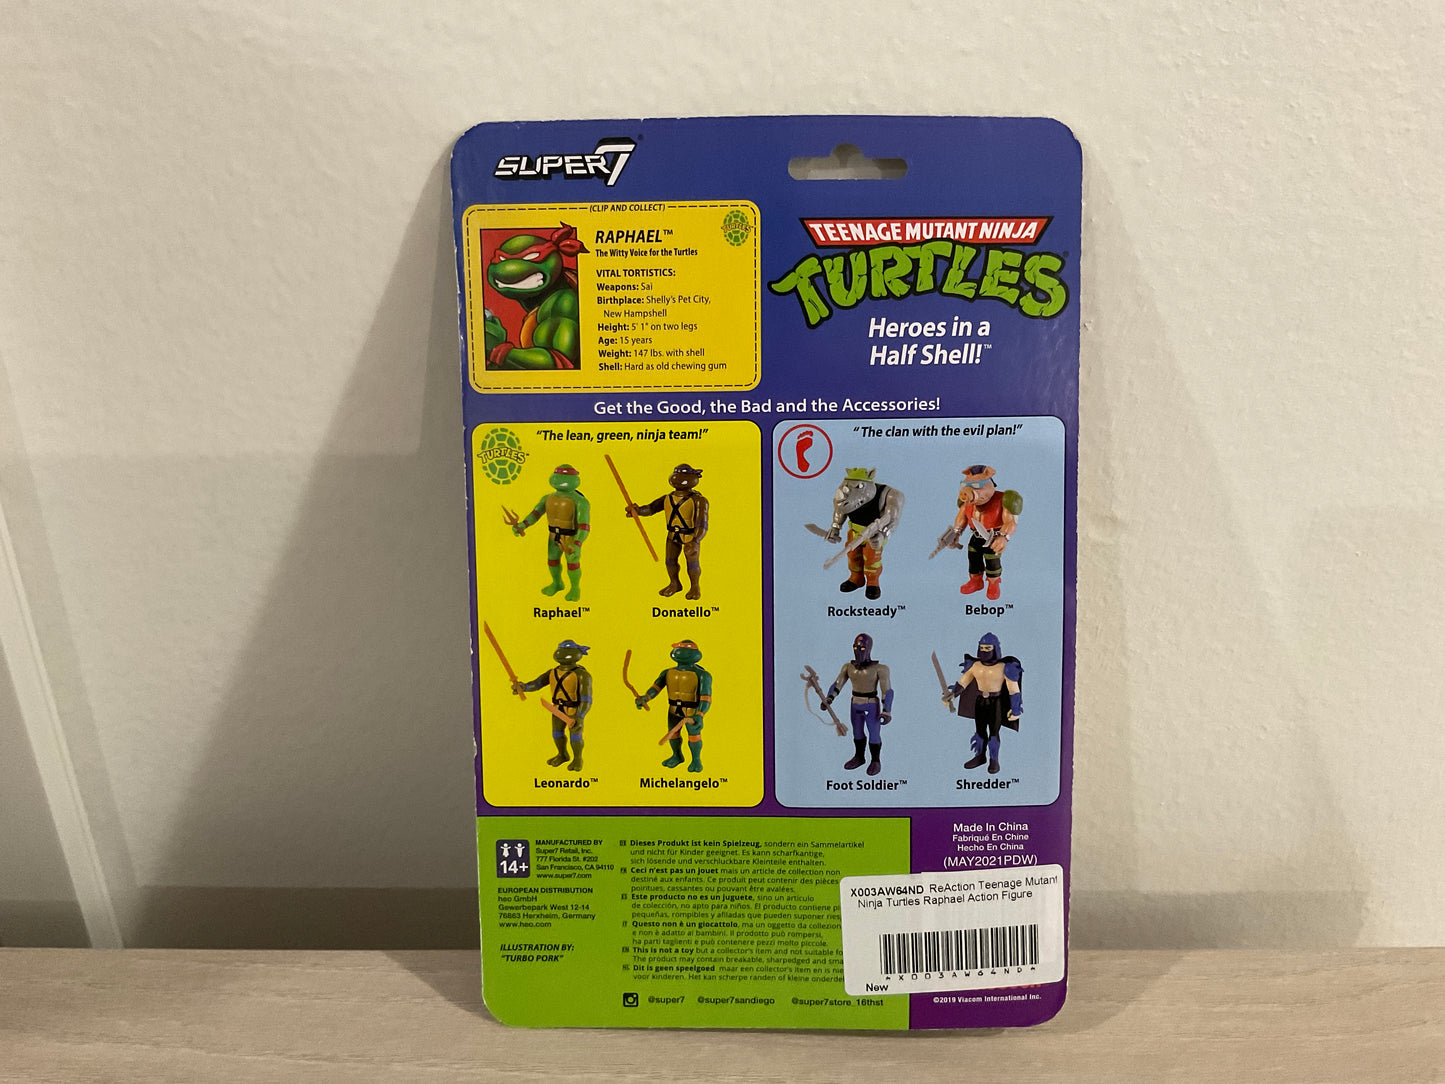 SUPER7®
(CLIP AND COLLECT)
RAPHAEL™
The Witty Voice for the Turtles
TURTLES
VITAL TORTISTICS:
Weapons: Sai
Birthplace: Shelly's Pet City,
New Hampshell
Height: 5' 1" on two legs
Age: 15 years
Weight: 147 lbs. with shell
Shell: Hard as old chewing gum
TEENAGE MUTANT NINJA
TURTLES®
Heroes in a
Half Shell!™
Get the Good, the Bad and the Accessories!
"The lean, green, ninja team!"
TURTLES™
Raphael™
Donatello™
Leonardo™
Michelangelo™
"The clan with the evil plan!"
Rocksteady™
Bebop™
Foot Soldier™
Shredder™
14+
MANUFACTURED BY
Super7 Retail, Inc.
777 Florida St. #202
San Francisco, CA 94110
www.super7.com
EUROPEAN DISTRIBUTION
heo GmbH
Gewerbepark West 12-14
76863 Herxheim, Germany
www.heo.com
ILLUSTRATION BY:
"TURBO PORK"
DE Dieses Produkt ist kein Spielzeug, sondern ein Sammelartikel
und nicht für Kinder geeignet. Es kann scharfkantige,
sich lösende und verschluckbare Kleinteile enthalten.
FR Ceci n'est pas un jouet mais un article de collection non
destiné aux enfants. Ce produit peut contenir des pièces
pointues, cassantes ou pouvant être avalées.
ES Este producto no es un juguete, sino un artículo
de colección, no apto para niños. El producto contiene
pequeñas, rompibles y afiladas que pueden suponer
IT Questo non è un giocattolo, ma un oggetto da collezion
e non è adatto ai bambini. Il prodotto può rompersi,
ha parti taglienti e può contenere pezzi molto piccole.
EN This is not a toy but a collector's item and not suitable
The product may contain breakable, sharpedged and
NL Dit is geen speelgoed maar een collector's item en is
voor kinderen. Het kan scherpe randen of kleine
@super7 @super7sandiego @super7store_16thst
Made In China
Fabriqué En Chine
Hecho En China
(MAY2021PDW)
X003AW64ND ReAction Teenage Mutant
Ninja Turtles Raphael Action Figure
*X003AW64ND*
New
©2019 Viacom International Inc.